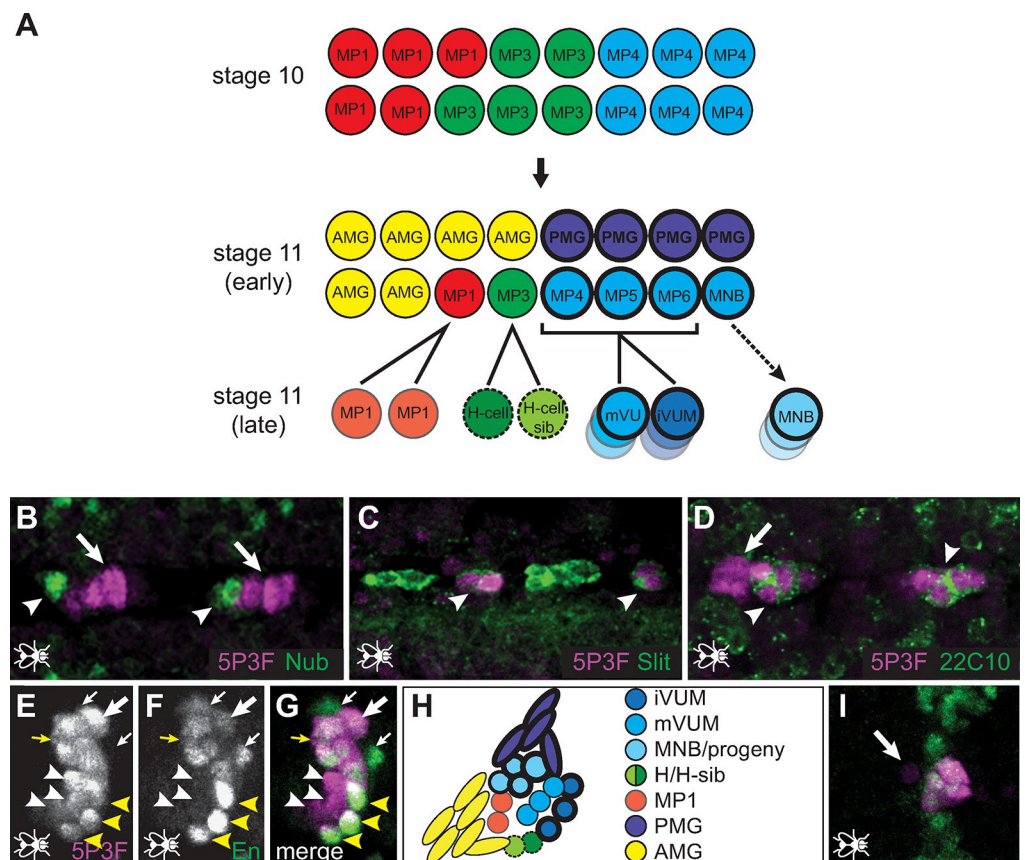 A
stage 10
MP1 MP1 MP1 MP3 MP3 MP4 MP4 MP4
MP1 MP1 MP3 MP3 MP3 MP4 MP4 MP4
stage 11
(early)
AMG AMG AMG AMG PMG PMG PMG PMG
AMG AMG MP1 MP3 MP4 MP5 MP6 MNB
stage 11
(late)
MP1 MP1 H-cell H-cell sib mVU iVUM MNB
B
5P3F Nub
C
5P3F Slit
D
5P3F 22C10
E
5P3F
F
En
G
merge
H
iVUM
mVUM
MNB/progeny
H/H-sib
MP1
PMG
AMG
I